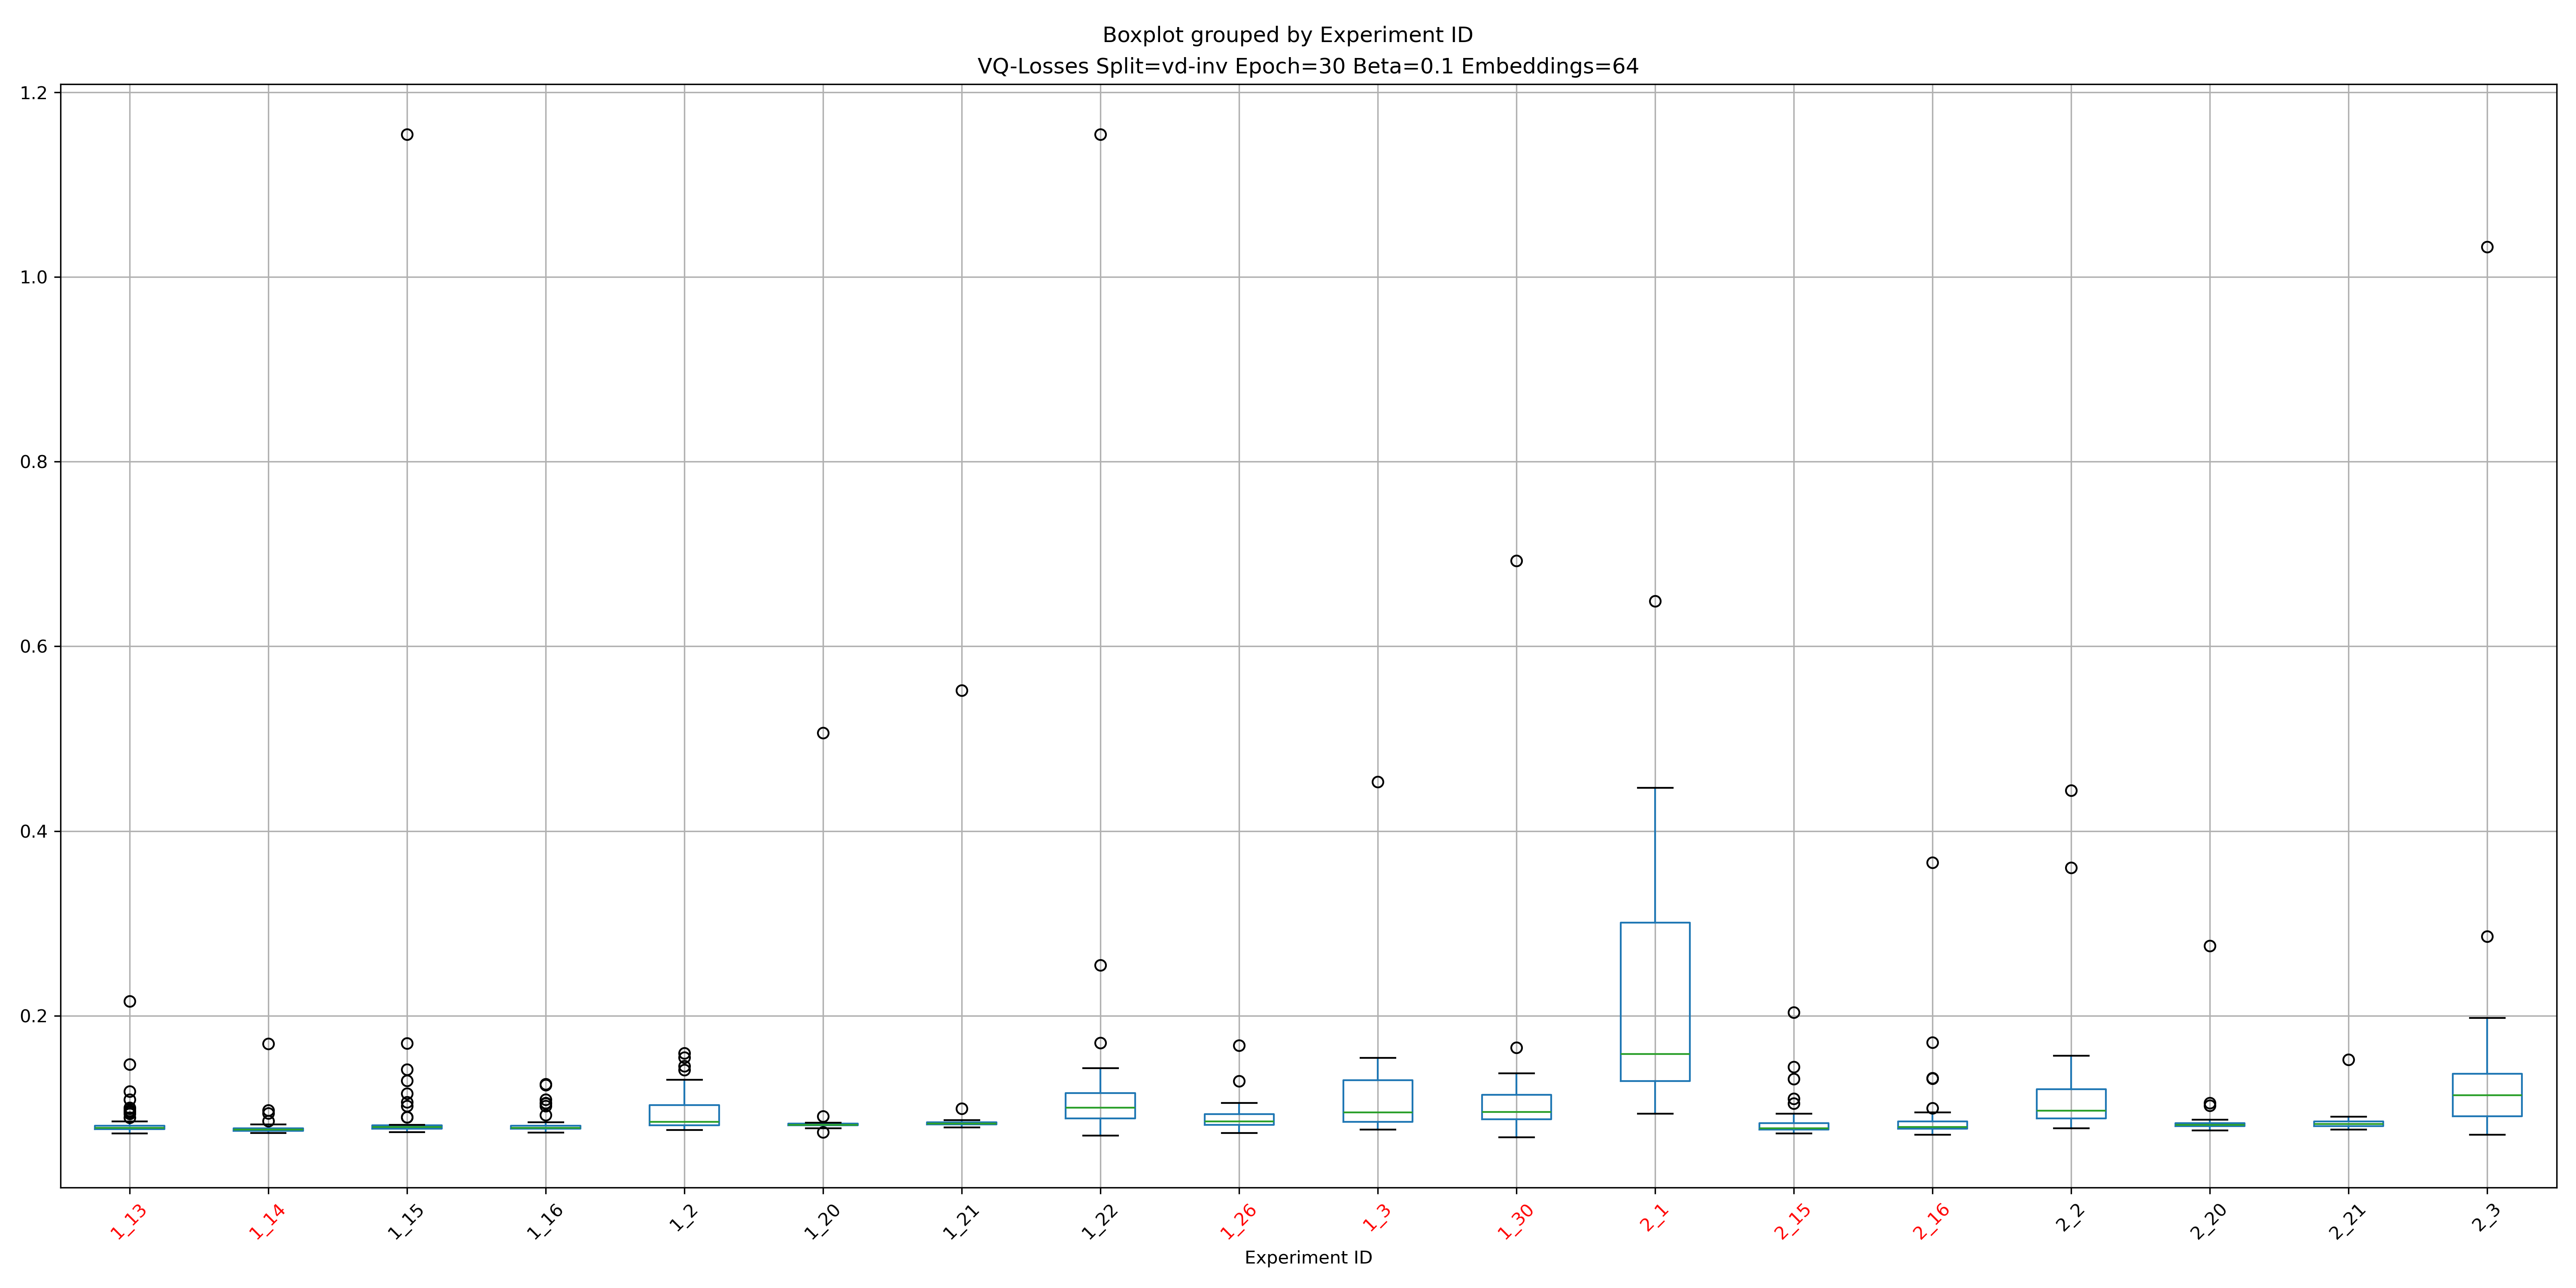 Boxplot grouped by Experiment ID
VQ-Losses Split=vd-inv Epoch=30 Beta=0.1 Embeddings=64
1.2
1.0
0.8
0.6
0.4
0.2
1_13 1_14 1_15 1_16 1_2 1_20 1_21 1_22 1_26 1_3 1_30 2_1 2_15 2_16 2_2 2_20 2_21 2_3
Experiment ID